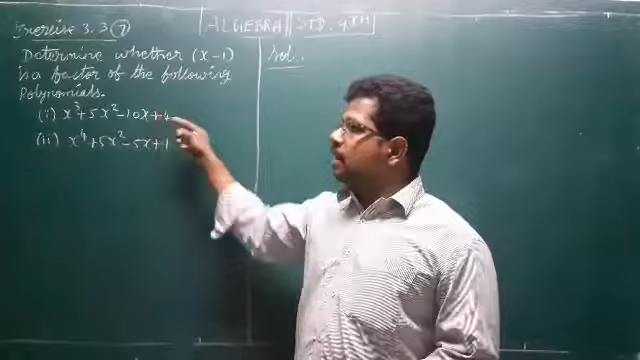 ALGEBRA STD. 9TH
Exercise 3.3 7
Determine whether (x-1)
is a factor of the following
Polynomials.
(i) x³+5x²-10x+4
(ii) x⁴+5x²-5x+1
Sol.